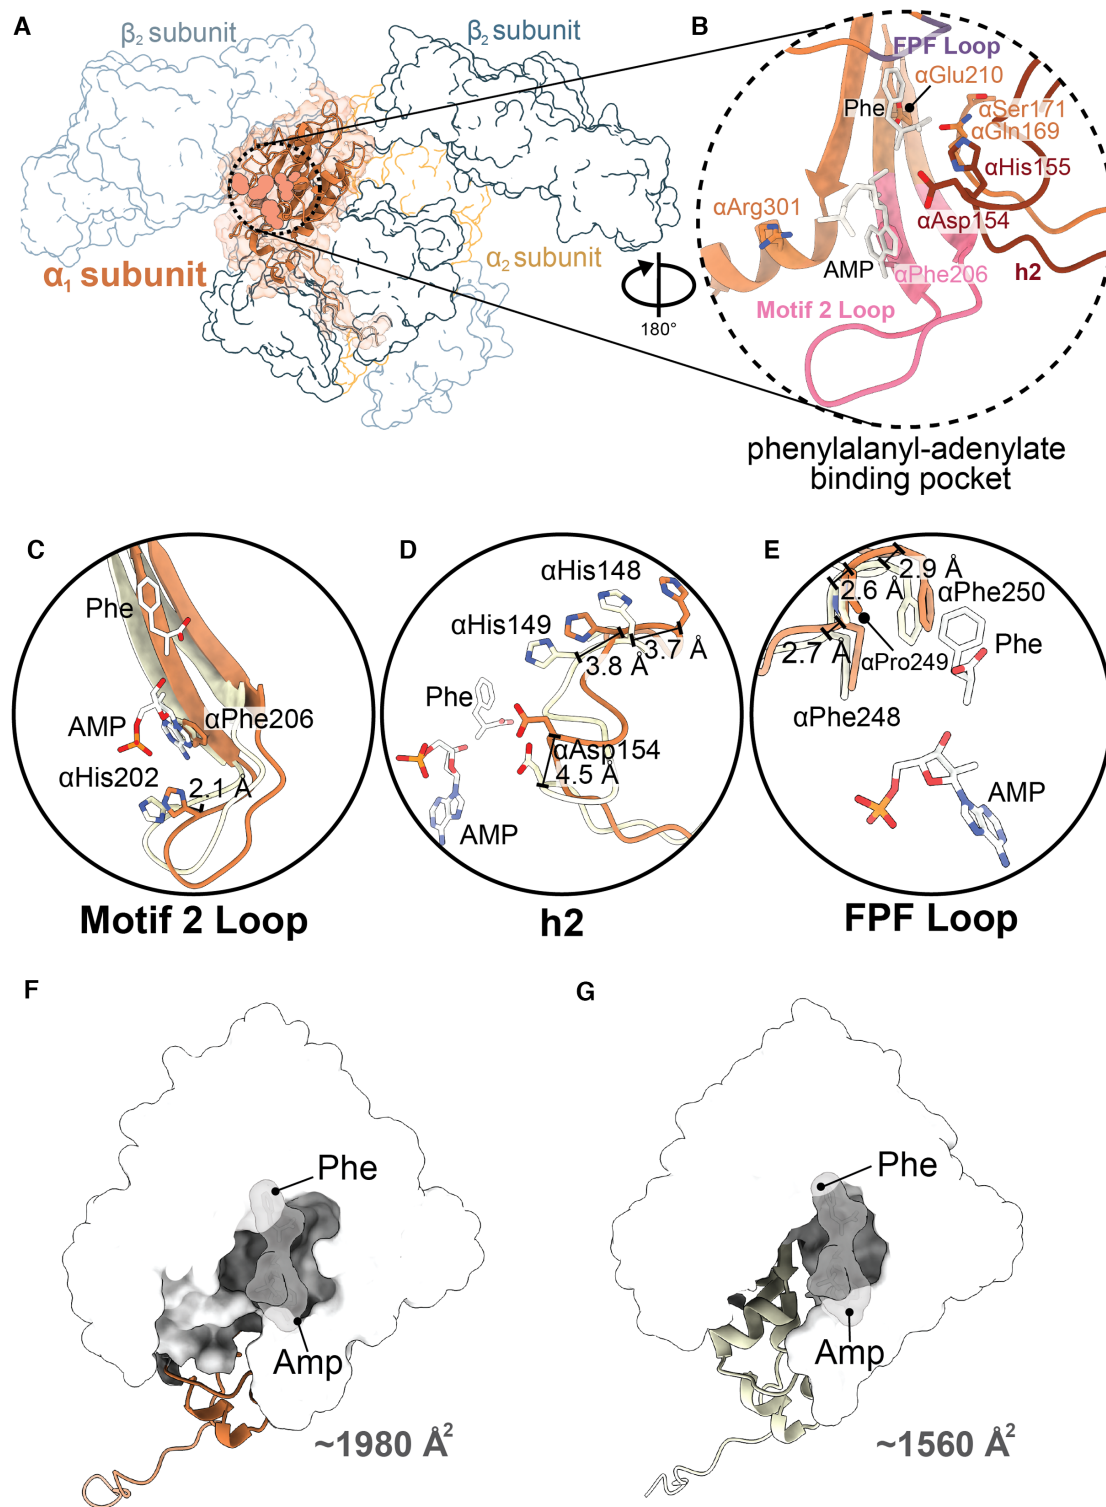 A
β2 subunit
β2 subunit
α1 subunit
α2 subunit
180°
B
FPF Loop
αGlu210
Phe
αSer171
αGln169
αHis155
αArg301
αAsp154
AMP
αPhe206
h2
Motif 2 Loop
phenylalanyl-adenylate
binding pocket
C
Phe
AMP
αPhe206
αHis202
2.1 Å
Motif 2 Loop
D
αHis148
αHis149
3.7 Å
3.8 Å
Phe
αAsp154
4.5 Å
AMP
h2
E
2.9 Å
2.6 Å
αPhe250
Phe
2.7 Å
αPro249
αPhe248
AMP
FPF Loop
F
Phe
Amp
~1980 Å2
G
Phe
Amp
~1560 Å2